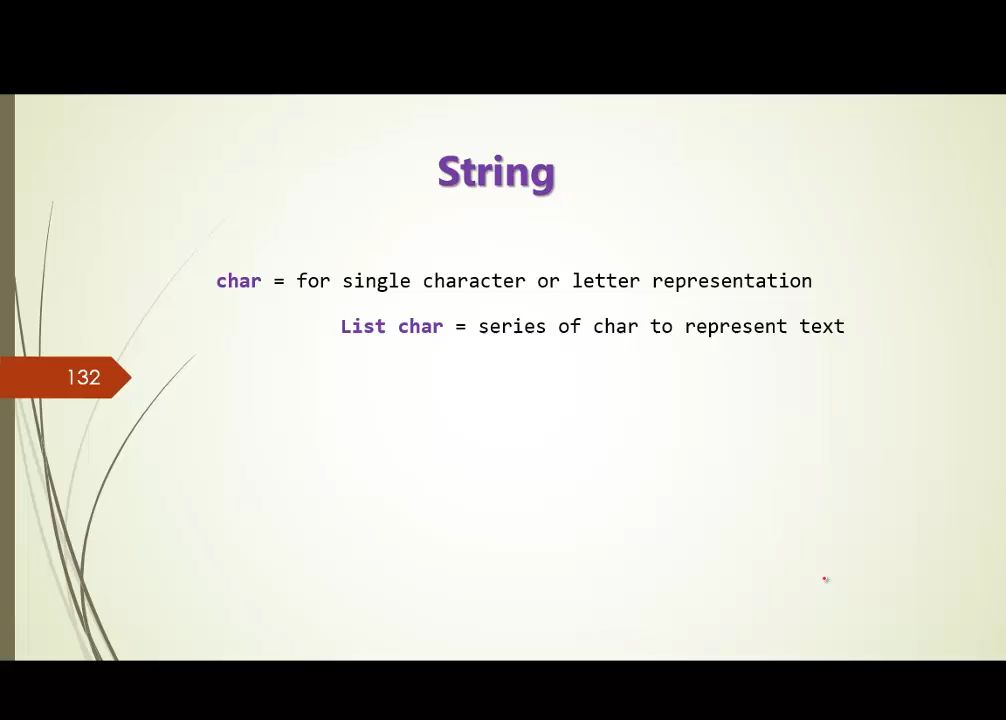 String
char = for single character or letter representation
List char = series of char to represent text
132